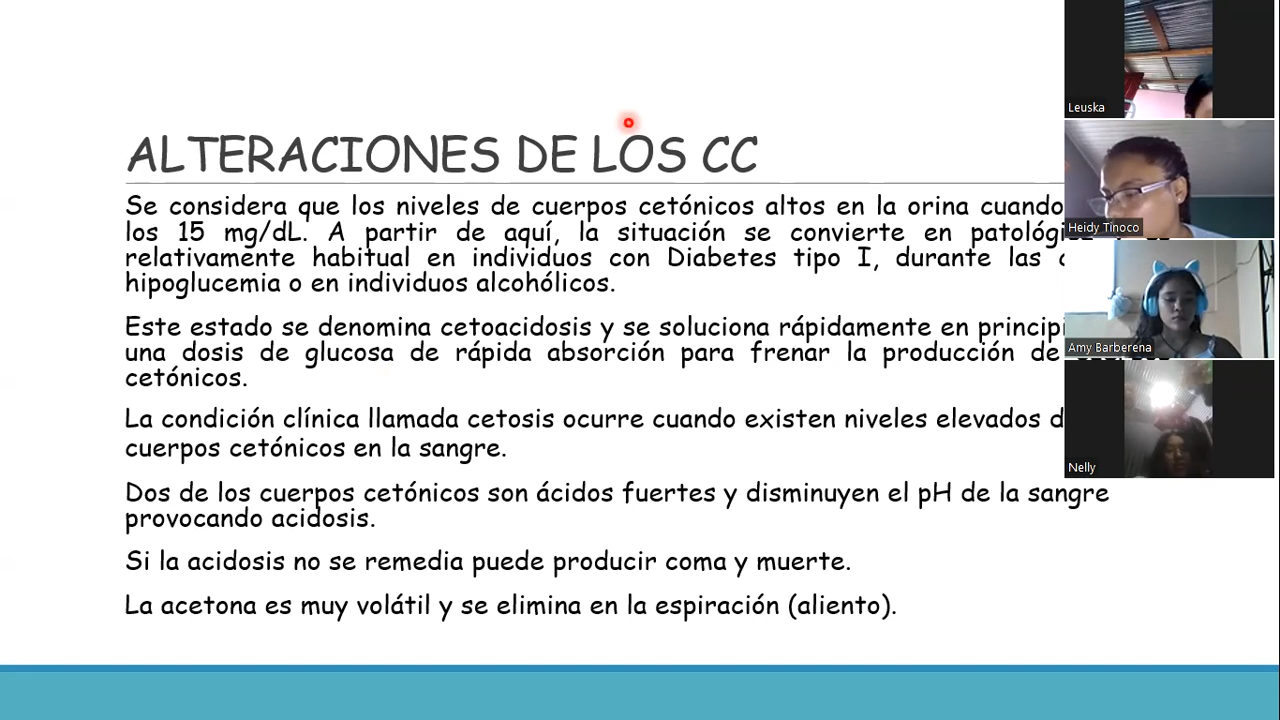 ALTERACIONES DE LOS CC
Se considera que los niveles de cuerpos cetónicos altos en la orina cuando
los 15 mg/dL. A partir de aquí, la situación se convierte en
relativamente habitual en individuos con Diabetes tipo I, durante las
hipoglucemia o en individuos alcohólicos.
Este estado se denomina cetoacidosis y se soluciona rápidamente en
una dosis de glucosa de rápida absorción para frenar la producción de
cetónicos.
La condición clínica llamada cetosis ocurre cuando existen niveles elevados
cuerpos cetónicos en la sangre.
Dos de los cuerpos cetónicos son ácidos fuertes y disminuyen el pH de la sangre
provocando acidosis.
Si la acidosis no se remedia puede producir coma y muerte.
La acetona es muy volátil y se elimina en la espiración (aliento).
Leuska
Heidy Tinoco
Amy Barberena
Nelly